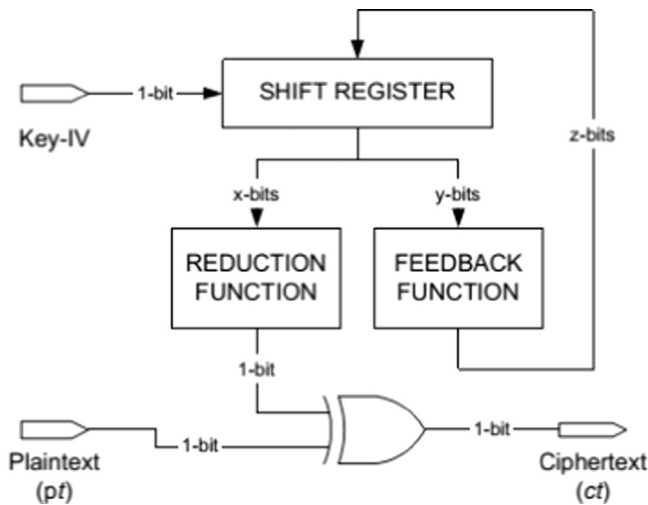 1-bit
SHIFT REGISTER
Key-IV
z-bits
x-bits
y-bits
REDUCTION
FUNCTION
FEEDBACK
FUNCTION
1-bit
1-bit
1-bit
Plaintext
(pt)
Ciphertext
(ct)